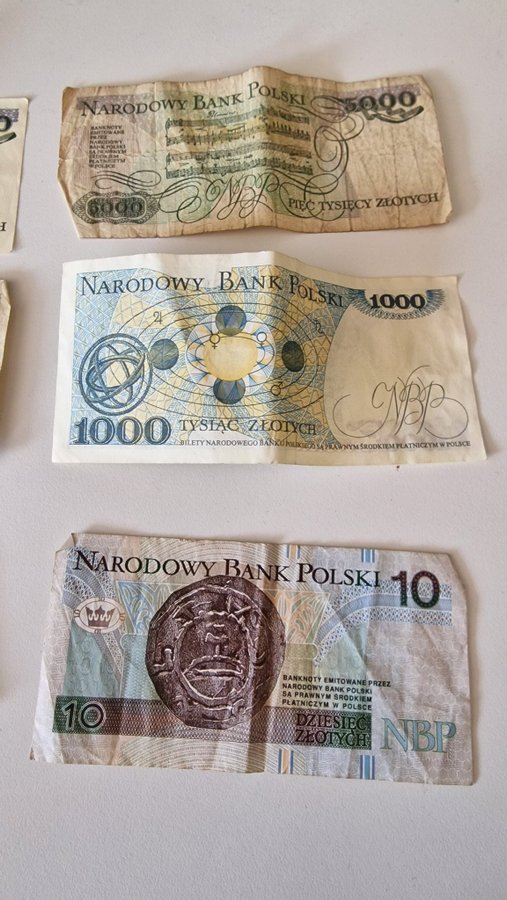 NARODOWY BANK POLSKI
5000
BANKNOTY
EMITOWANE
PRZEZ
NARODOWY
BANK POLSKI
SĄ PRAWNYM
ŚRODKIEM
PŁATNICZYM
W POLSCE
5000
NBP
PIĘĆ TYSIĘCY ZŁOTYCH
NARODOWY BANK POLSKI
1000
1000
TYSIĄC ZŁOTYCH
NBP
BILETY NARODOWEGO BANKU POLSKIEGO SĄ PRAWNYM ŚRODKIEM PŁATNICZYM W POLSCE
NARODOWY BANK POLSKI
10
BANKNOTY EMITOWANE PRZEZ
NARODOWY BANK POLSKI
SĄ PRAWNYM ŚRODKIEM
PŁATNICZYM W POLSCE
10
DZIESIĘĆ
ZŁOTYCH
NBP